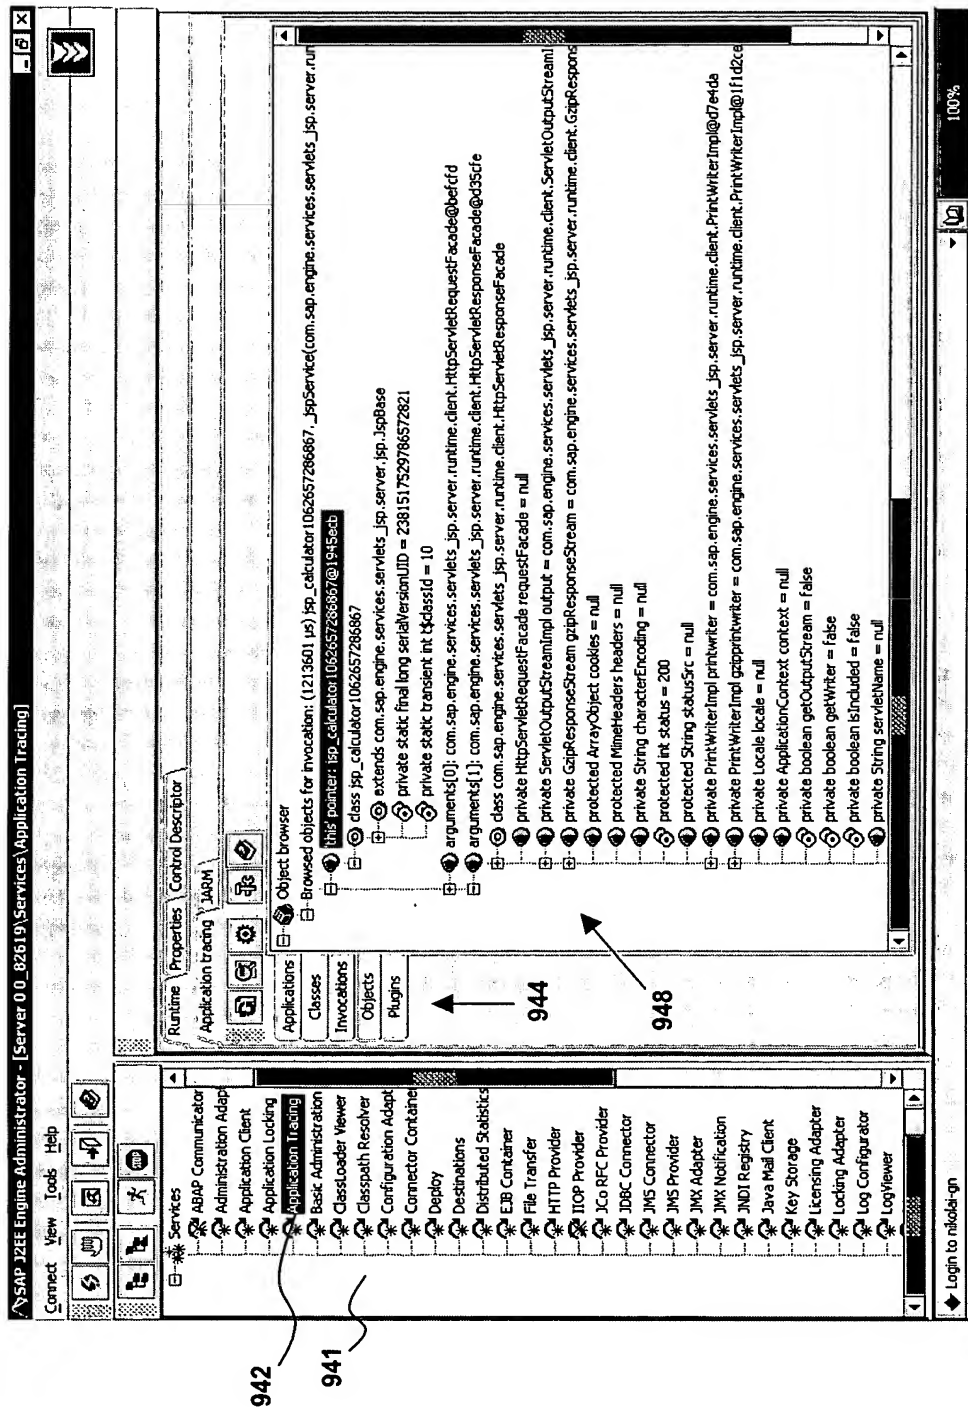 SAP J2EE Engine Administrator - [Server 0 0_82619\Services\Application Tracing]
Connect View Tools Help
STOP
Services
ABAP Communicator
Administration Adapt
Application Client
Application Locking
Application Tracing
Basic Administration
ClassLoader Viewer
Classpath Resolver
Configuration Adapt
Connector Container
Deploy
Destinations
Distributed Statistics
EJB Container
File Transfer
HTTP Provider
IIOP Provider
JCo RFC Provider
JDBC Connector
JMS Connector
JMS Provider
JMX Adapter
JMX Notification
JNDI Registry
Java Mail Client
Key Storage
Licensing Adapter
Locking Adapter
Log Configurator
LogViewer
Runtime Properties Control Descriptor
Application tracing JARM
Applications
Classes
Invocations
Objects
Plugins
Object browser
Browsed objects for invocation: (1213601 µs) jsp_calculator1062657286867._jspService(com.sap.engine.services.servlets_jsp.server.run
'this' pointer: jsp_calculator1062657286867@1945ecb
class jsp_calculator1062657286867
extends com.sap.engine.services.servlets_jsp.server.jsp.JspBase
private static final long serialVersionUID = 2381517529786572821
private static transient int t$classId = 10
arguments[0]: com.sap.engine.services.servlets_jsp.server.runtime.client.HttpServletRequestFacade@befcfd
arguments[1]: com.sap.engine.services.servlets_jsp.server.runtime.client.HttpServletResponseFacade@d35cfe
class com.sap.engine.services.servlets_jsp.server.runtime.client.HttpServletResponseFacade
private HttpServletRequestFacade requestFacade = null
private ServletOutputStreamImpl output = com.sap.engine.services.servlets_jsp.server.runtime.client.ServletOutputStreamI
private GzipResponseStream gzipResponseStream = com.sap.engine.services.servlets_jsp.server.runtime.client.GzipRespons
protected ArrayObject cookies = null
protected MimeHeaders headers = null
private String characterEncoding = null
protected int status = 200
protected String statusSrc = null
private PrintWriterImpl printwriter = com.sap.engine.services.servlets_jsp.server.runtime.client.PrintWriterImpl@d7e4da
private PrintWriterImpl gzipprintwriter = com.sap.engine.services.servlets_jsp.server.runtime.client.PrintWriterImpl@1f1d2ce
private Locale locale = null
private ApplicationContext context = null
private boolean getOutputStream = false
private boolean getWriter = false
private boolean isIncluded = false
private String servletName = null
Login to nikolai-gn
100%
942
941
944
948